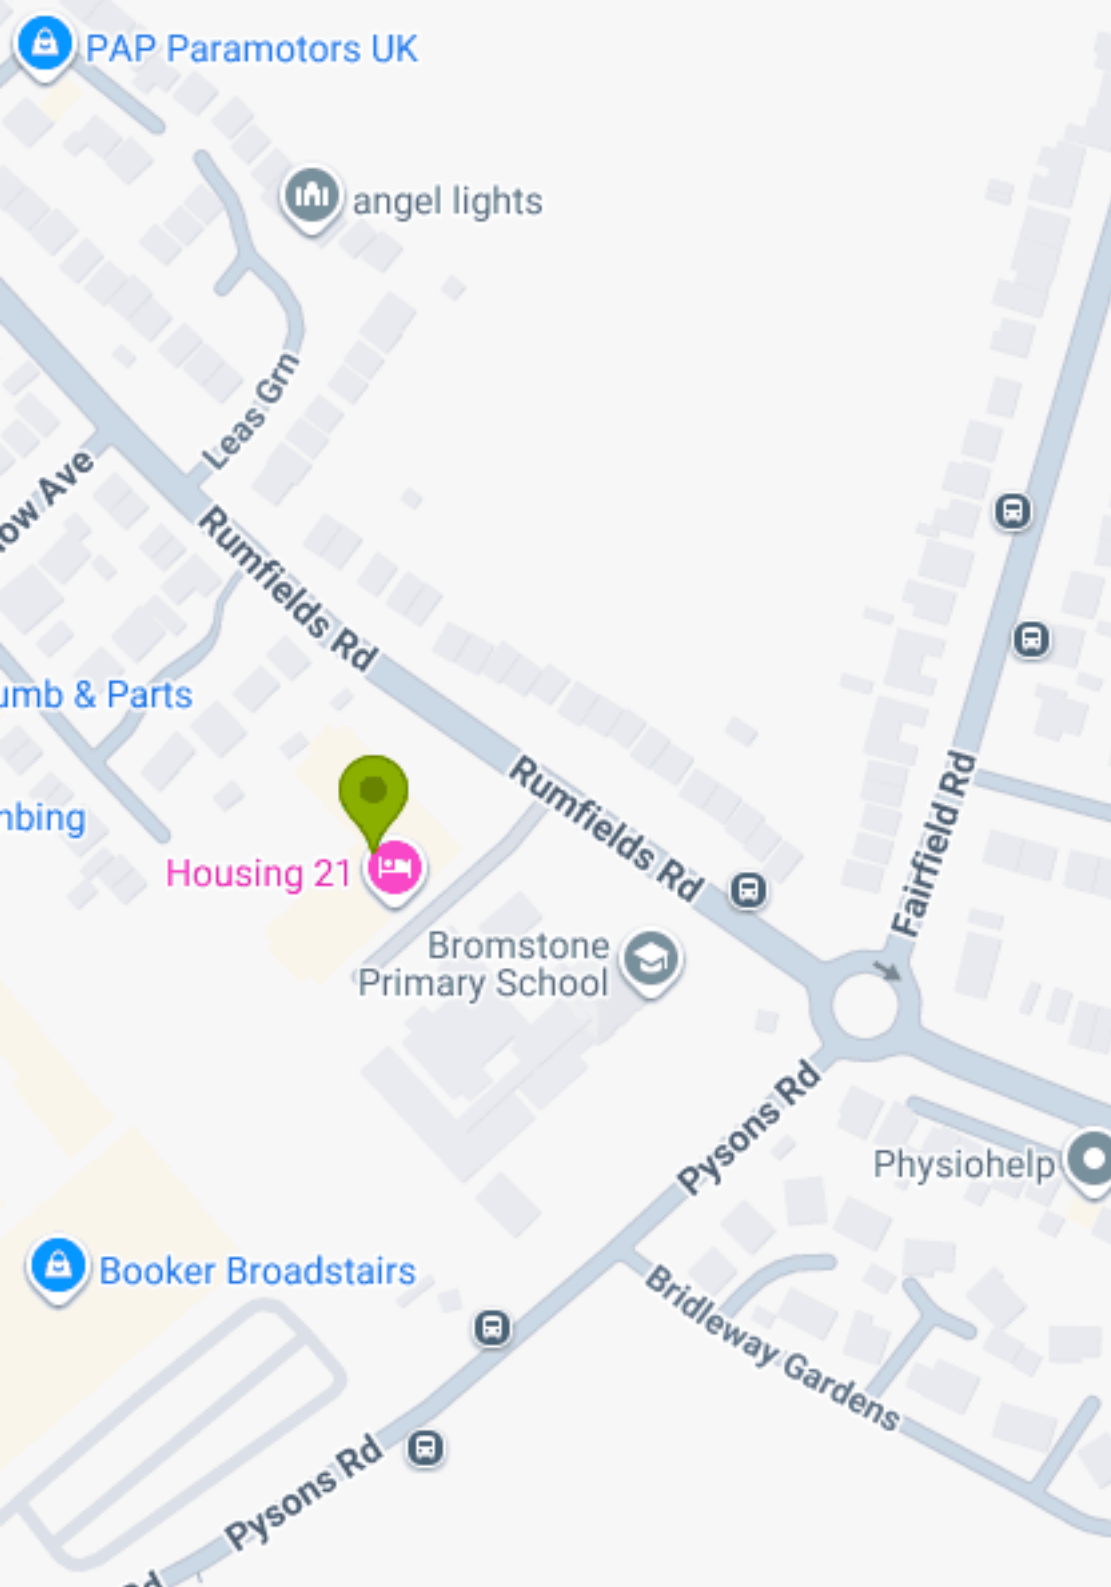 PAP Paramotors UK
angel lights
Leas Grn
Rumfields Rd
umb & Parts
Rumfields Rd
Fairfield Rd
nbing
Housing 21
Bromstone
Primary School
Pysons Rd
Physiohelp
Booker Broadstairs
Bridleway Gardens
Pysons Rd